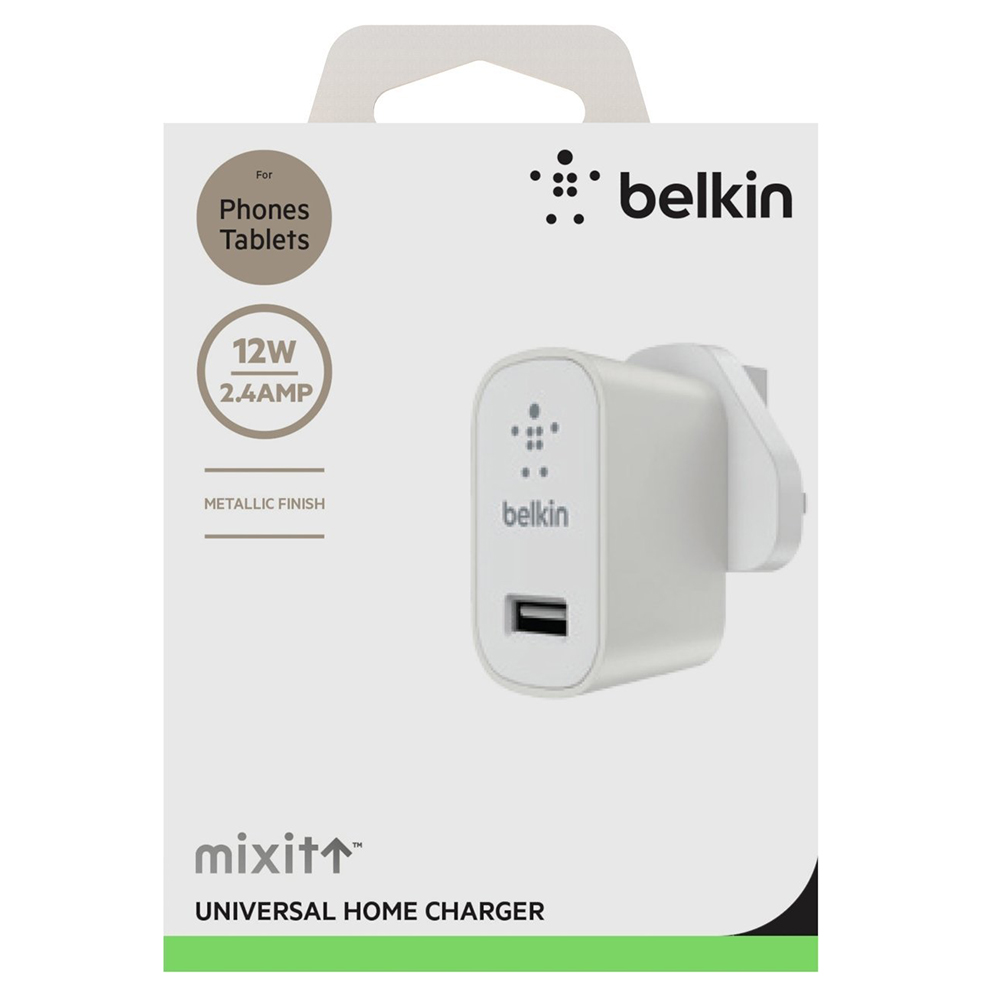 For
Phones
Tablets
belkin
12W
2.4AMP
METALLIC FINISH
belkin
mixit↑™
UNIVERSAL HOME CHARGER